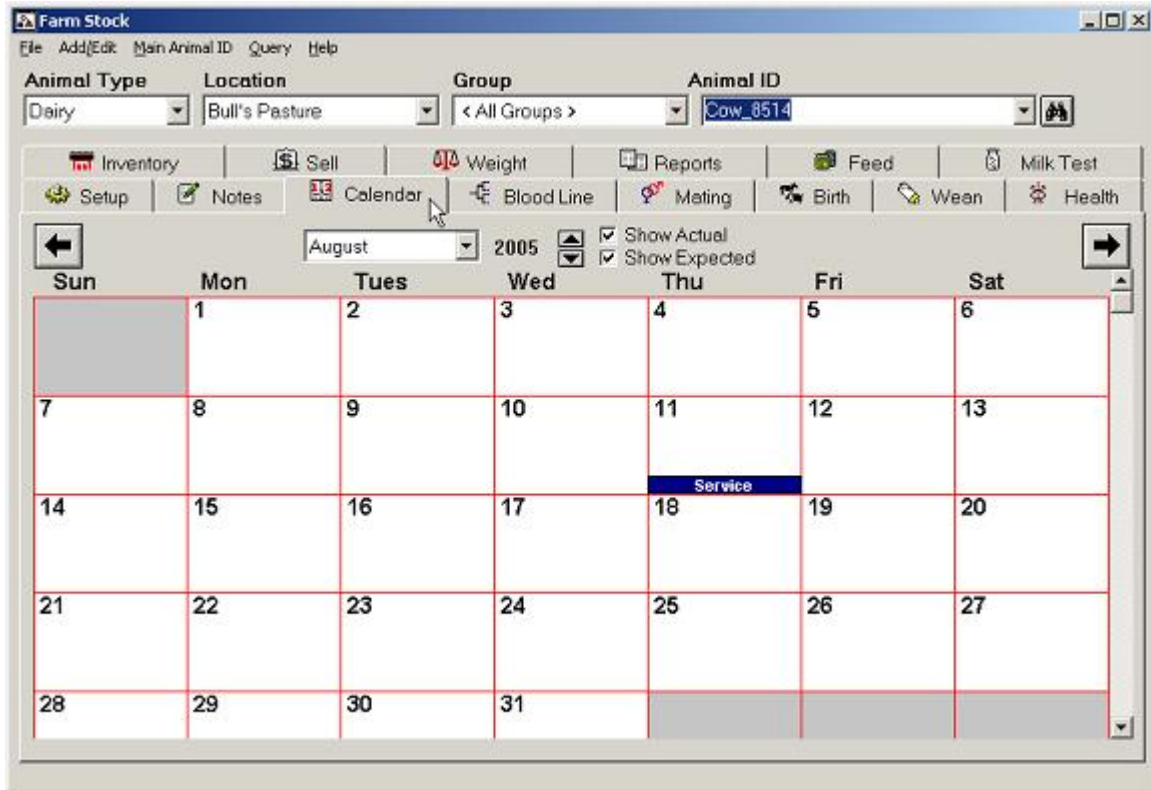 Farm Stock
File Add/Edit Main Animal ID Query Help
Animal Type Location Group Animal ID
Dairy Bull's Pasture < All Groups > Cow_8514
Inventory Sell Weight Reports Feed Milk Test
Setup Notes Calendar Blood Line Mating Birth Wean Health
August 2005 Show Actual
Show Expected
Sun Mon Tues Wed Thu Fri Sat
1 2 3 4 5 6
7 8 9 10 11 12 13
Service
14 15 16 17 18 19 20
21 22 23 24 25 26 27
28 29 30 31